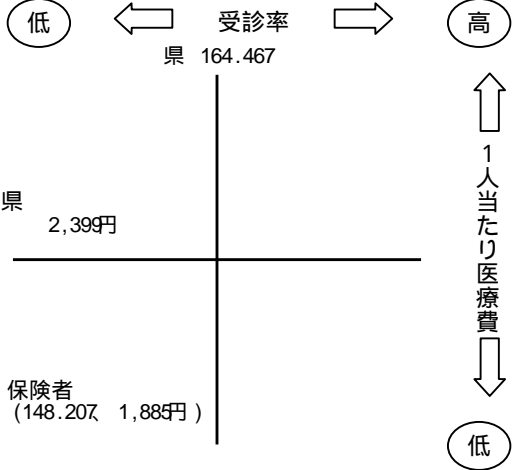 低 受診率 高
県 164.467
1人当たり医療費
県
2,399円
保険者
(148.207、 1,885円 )
低